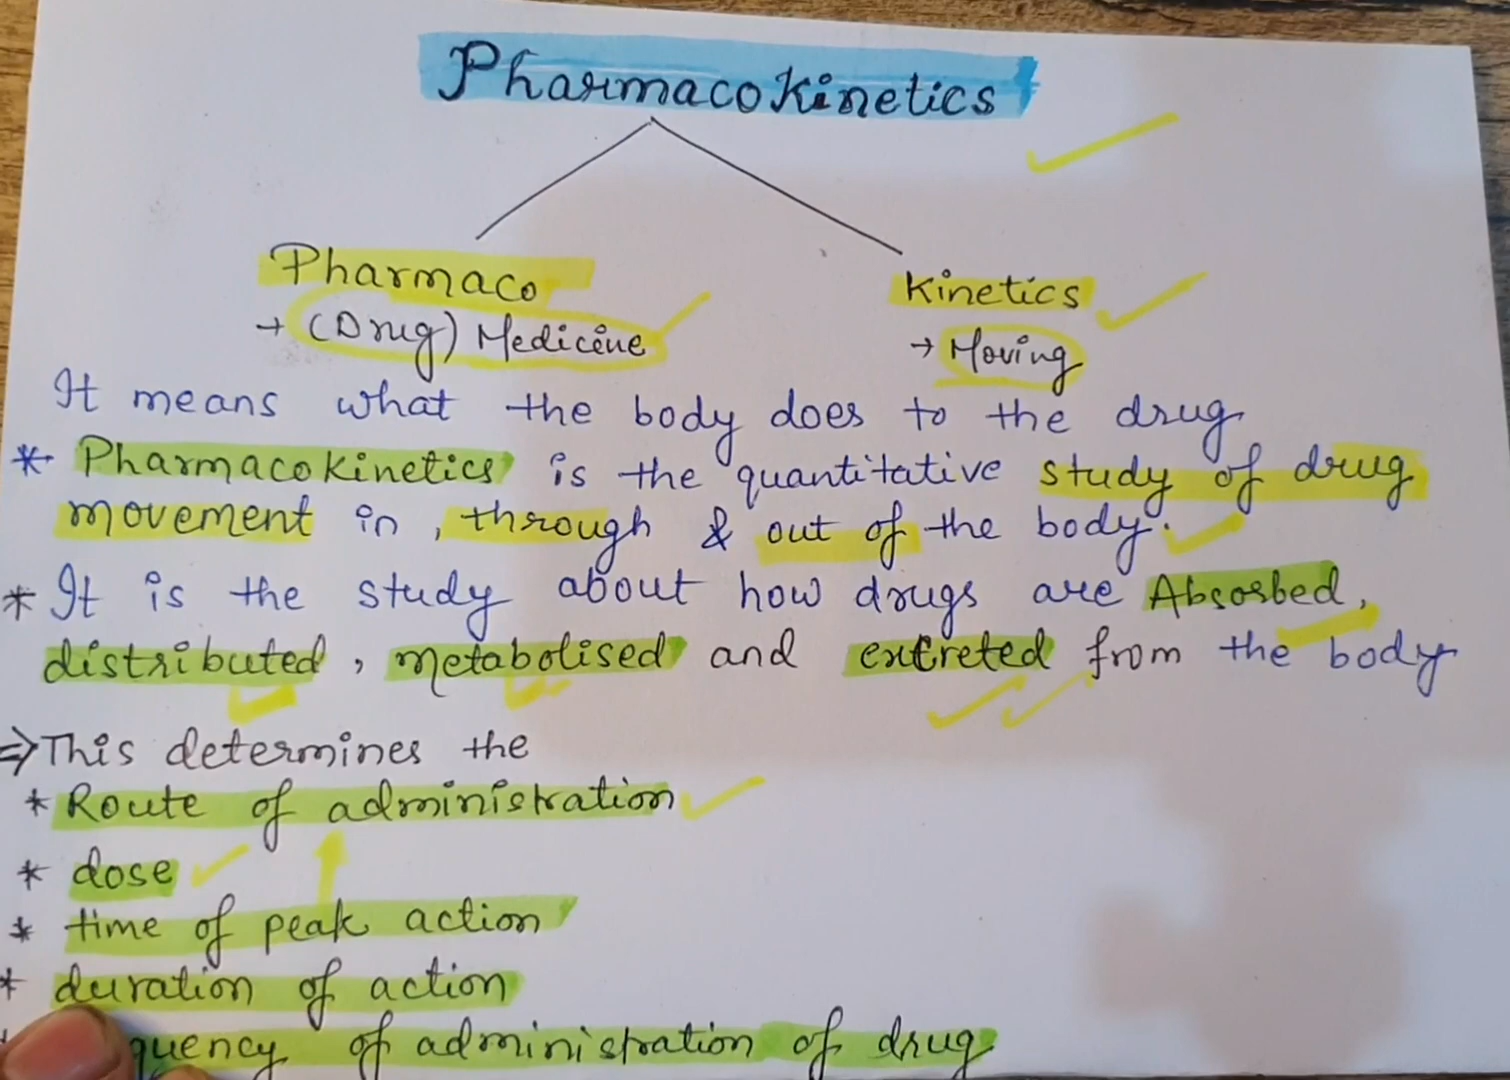 Pharmacokinetics
Pharmaco
→ (Drug) Medicine
Kinetics
→ Moving
It means what the body does to the drug
* Pharmacokinetics is the quantitative study of drug
movement in, through & out of the body.
* It is the study about how drugs are Absorbed,
distributed, metabolised and excreted from the body
⇒ This determines the
* Route of administration
* dose
* time of peak action
* duration of action
quency of administration of drug